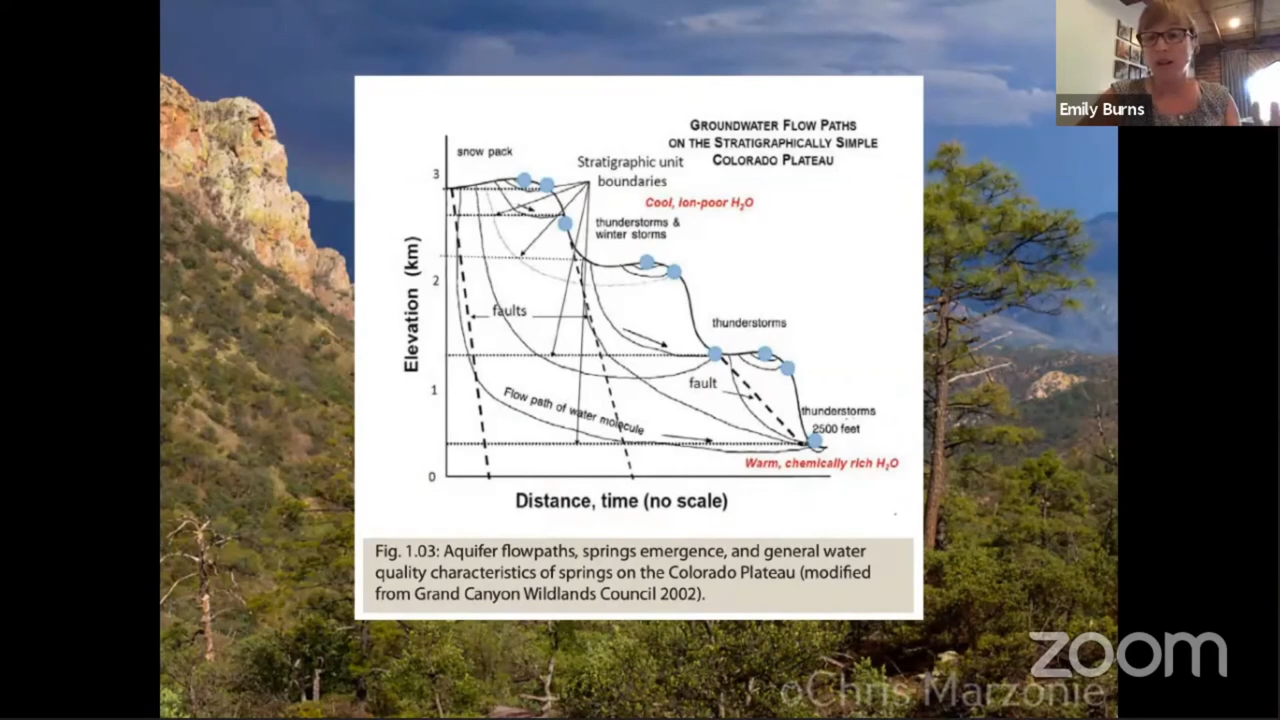 Emily Burns
GROUNDWATER FLOW PATHS
ON THE STRATIGRAPHICALLY SIMPLE
COLORADO PLATEAU
snow pack
Stratigraphic unit
boundaries
3
Cool, ion-poor H₂O
thunderstorms &
winter storms
Elevation (km)
2
faults
thunderstorms
fault
1
Flow path of water molecule
thunderstorms
2500 feet
Warm, chemically rich H₂O
0
Distance, time (no scale)
Fig. 1.03: Aquifer flowpaths, springs emergence, and general water
quality characteristics of springs on the Colorado Plateau (modified
from Grand Canyon Wildlands Council 2002).
zoom
©Chris Marzonie